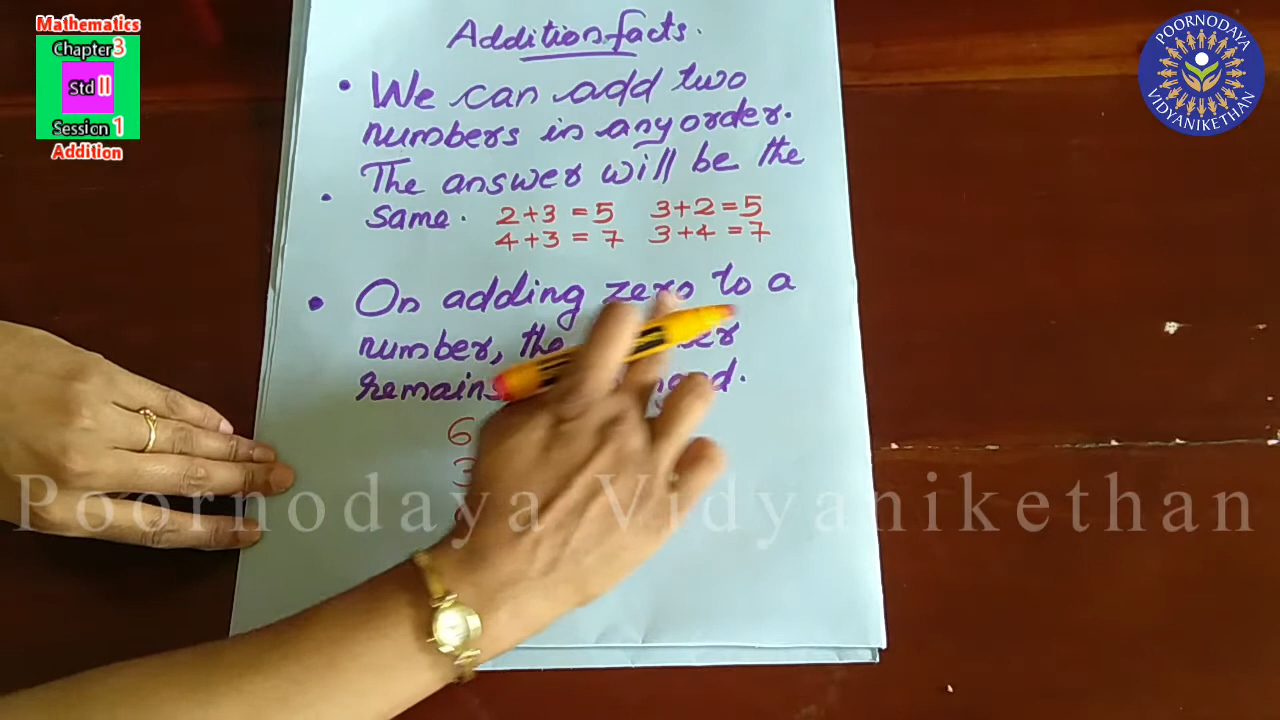 Mathematics
Chapter 3
Std II
Session 1
Addition
POORNODAYA
VIDYANIKETHAN
Addition facts.
• We can add two
numbers in any order.
• The answer will be the
same. 2+3 = 5 3+2=5
4+3 = 7 3+4 =7
• On adding zero to a
number, the
remains
6
3
Poornodaya Vidyanikethan